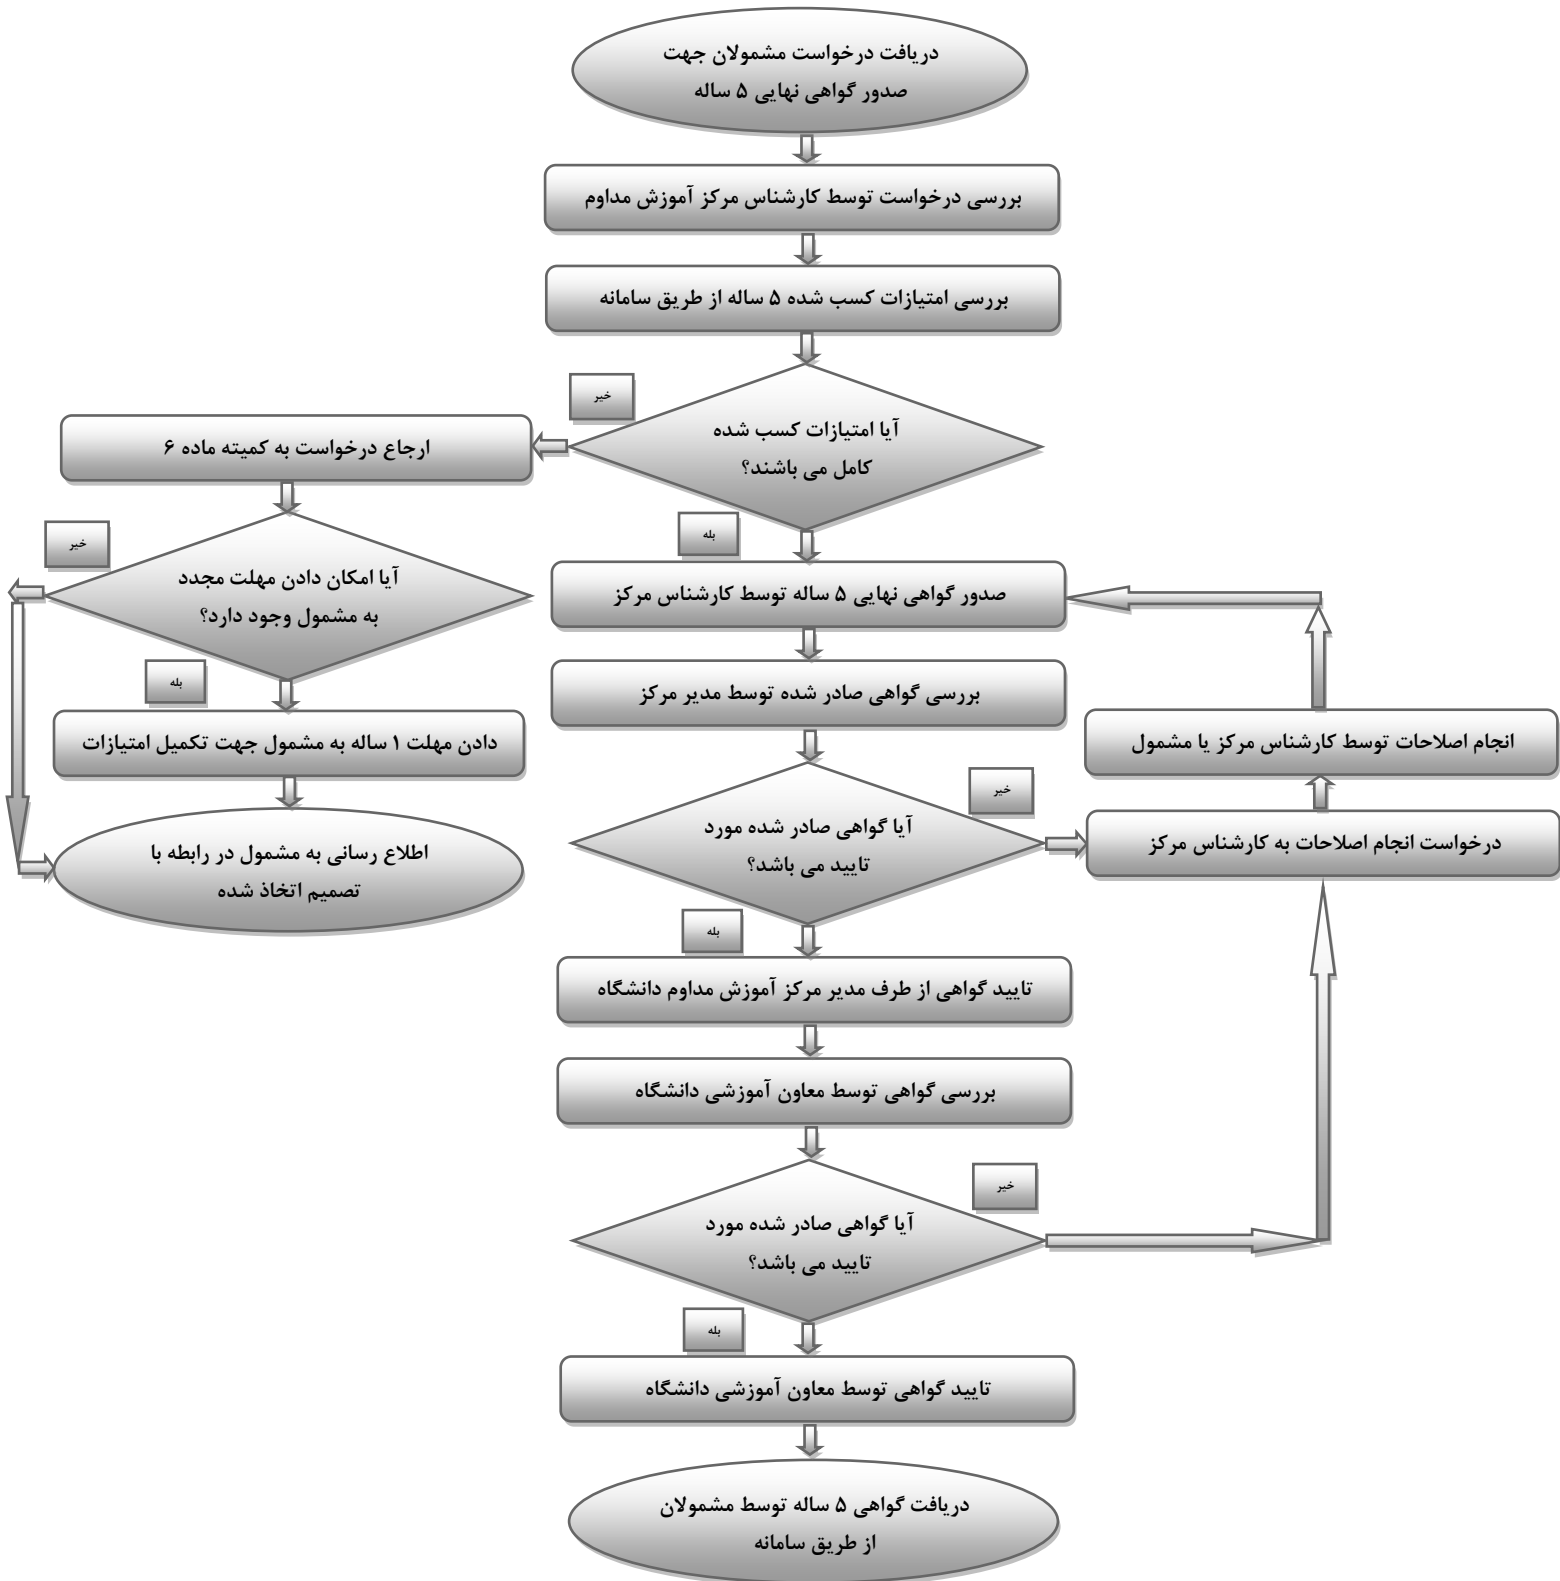 دریافت درخواست مشمولان جهت
صدور گواهی نهایی ۵ ساله
بررسی درخواست توسط کارشناس مرکز آموزش مداوم
بررسی امتیازات کسب شده ۵ ساله از طریق سامانه
آیا امتیازات کسب شده
کامل می باشند؟
خیر
ارجاع درخواست به کمیته ماده ۶
آیا امکان دادن مهلت مجدد
به مشمول وجود دارد؟
خیر
بله
دادن مهلت ۱ ساله به مشمول جهت تکمیل امتیازات
اطلاع رسانی به مشمول در رابطه با
تصمیم اتخاذ شده
بله
صدور گواهی نهایی ۵ ساله توسط کارشناس مرکز
بررسی گواهی صادر شده توسط مدیر مرکز
آیا گواهی صادر شده مورد
تایید می باشد؟
خیر
درخواست انجام اصلاحات به کارشناس مرکز
انجام اصلاحات توسط کارشناس مرکز یا مشمول
بله
تایید گواهی از طرف مدیر مرکز آموزش مداوم دانشگاه
بررسی گواهی توسط معاون آموزشی دانشگاه
آیا گواهی صادر شده مورد
تایید می باشد؟
خیر
بله
تایید گواهی توسط معاون آموزشی دانشگاه
دریافت گواهی ۵ ساله توسط مشمولان
از طریق سامانه